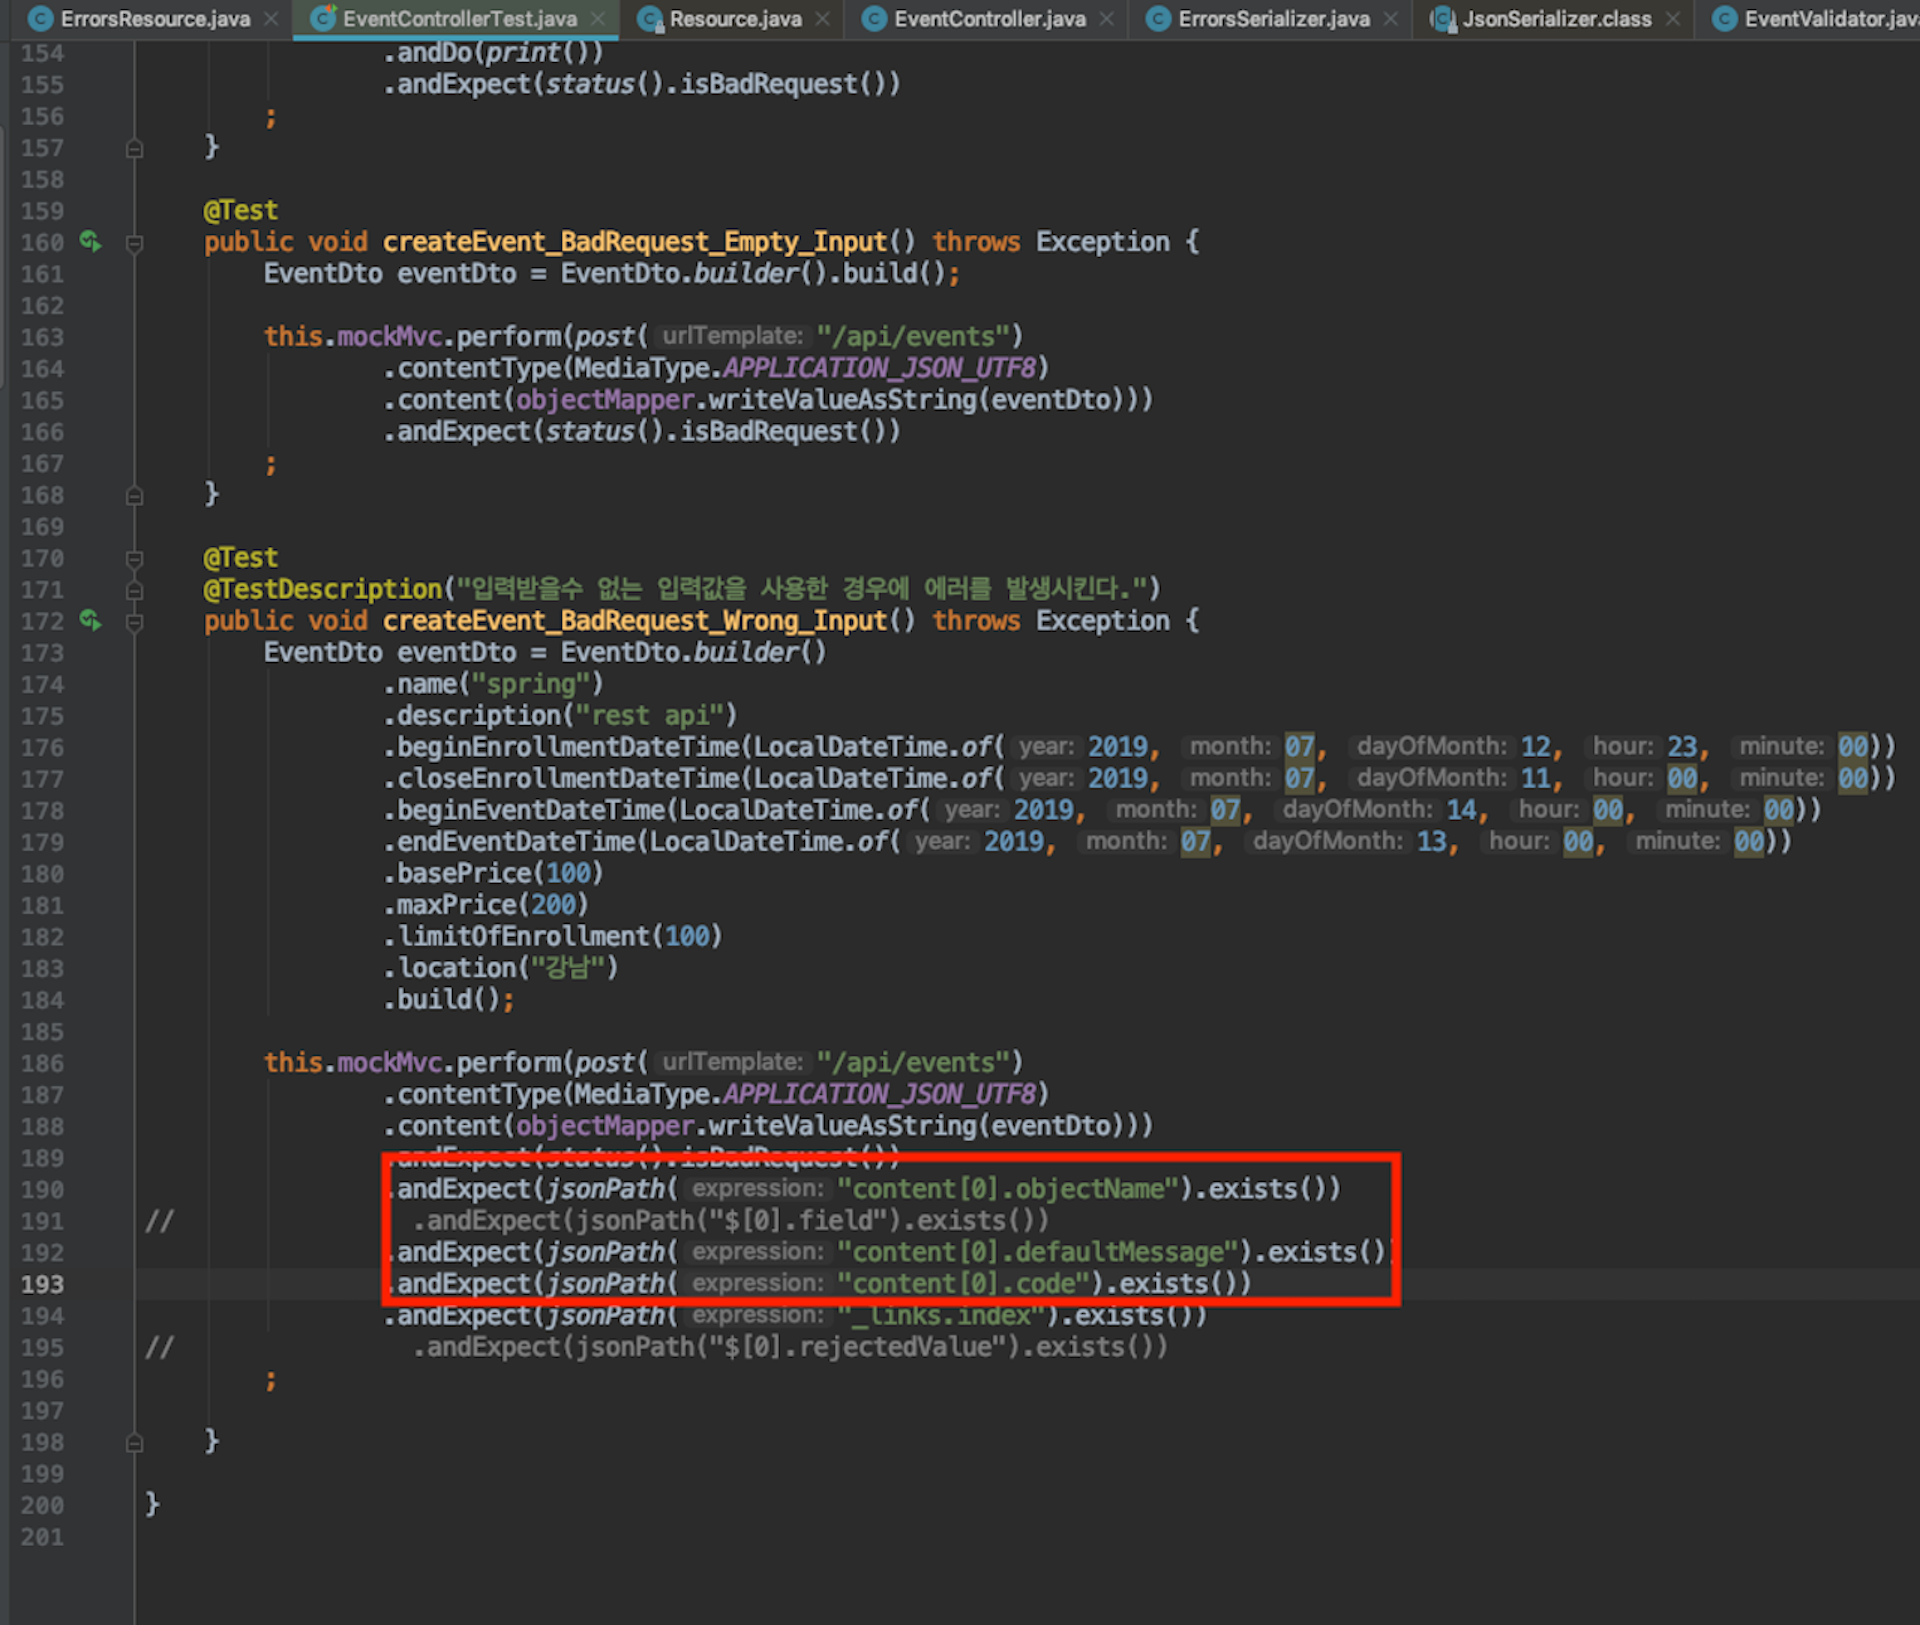 ErrorsResource.java EventControllerTest.java Resource.java EventController.java ErrorsSerializer.java JsonSerializer.class EventValidator.java
154 .andDo(print())
155 .andExpect(status().isBadRequest())
156 ;
157 }
158
159 @Test
160 public void createEvent_BadRequest_Empty_Input() throws Exception {
161 EventDto eventDto = EventDto.builder().build();
162
163 this.mockMvc.perform(post( urlTemplate: "/api/events")
164 .contentType(MediaType.APPLICATION_JSON_UTF8)
165 .content(objectMapper.writeValueAsString(eventDto)))
166 .andExpect(status().isBadRequest())
167 ;
168 }
169
170 @Test
171 @TestDescription("입력받을수 없는 입력값을 사용한 경우에 에러를 발생시킨다.")
172 public void createEvent_BadRequest_Wrong_Input() throws Exception {
173 EventDto eventDto = EventDto.builder()
174 .name("spring")
175 .description("rest api")
176 .beginEnrollmentDateTime(LocalDateTime.of( year: 2019, month: 07, dayOfMonth: 12, hour: 23, minute: 00))
177 .closeEnrollmentDateTime(LocalDateTime.of( year: 2019, month: 07, dayOfMonth: 11, hour: 00, minute: 00))
178 .beginEventDateTime(LocalDateTime.of( year: 2019, month: 07, dayOfMonth: 14, hour: 00, minute: 00))
179 .endEventDateTime(LocalDateTime.of( year: 2019, month: 07, dayOfMonth: 13, hour: 00, minute: 00))
180 .basePrice(100)
181 .maxPrice(200)
182 .limitOfEnrollment(100)
183 .location("강남")
184 .build();
185
186 this.mockMvc.perform(post( urlTemplate: "/api/events")
187 .contentType(MediaType.APPLICATION_JSON_UTF8)
188 .content(objectMapper.writeValueAsString(eventDto)))
189 .andExpect(status().isBadRequest())
190 .andExpect(jsonPath( expression: "content[0].objectName").exists())
191 // .andExpect(jsonPath("$[0].field").exists())
192 .andExpect(jsonPath( expression: "content[0].defaultMessage").exists()
193 .andExpect(jsonPath( expression: "content[0].code").exists())
194 .andExpect(jsonPath( expression: "_links.index").exists())
195 // .andExpect(jsonPath("$[0].rejectedValue").exists())
196 ;
197
198 }
199
200 }
201